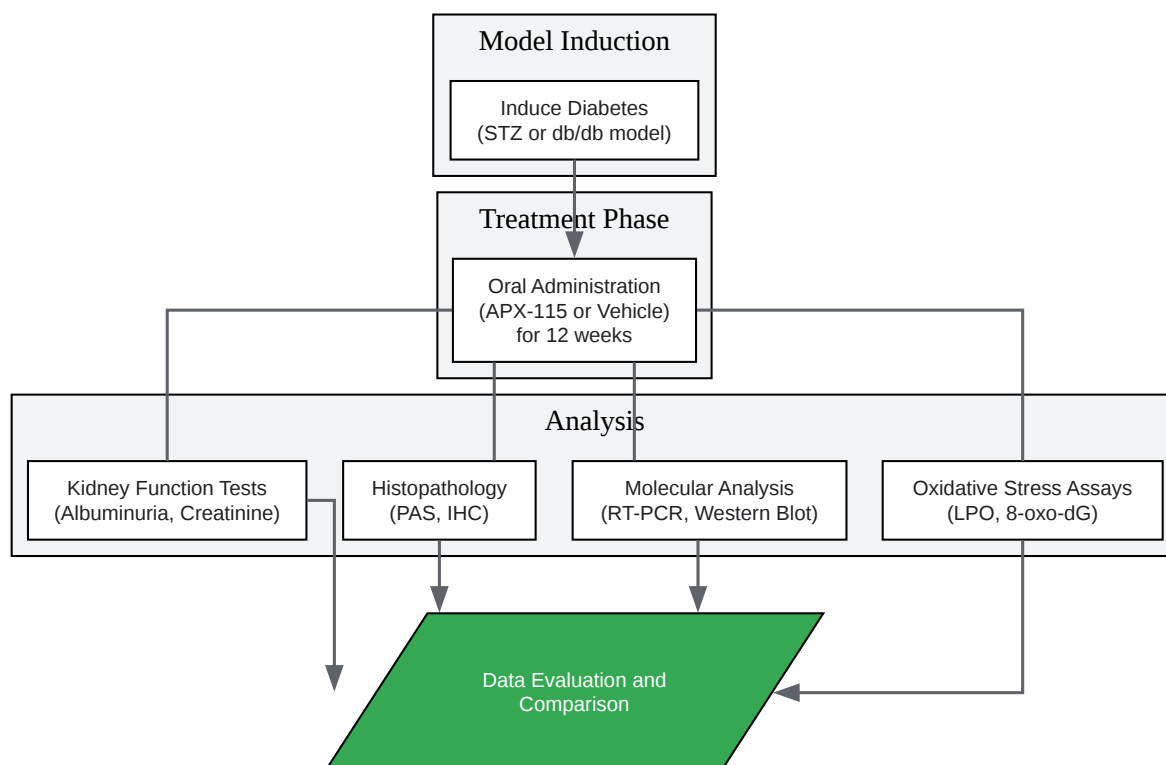 Model Induction
Induce Diabetes
(STZ or db/db model)
Treatment Phase
Oral Administration
(APX-115 or Vehicle)
for 12 weeks
Analysis
Kidney Function Tests
(Albuminuria, Creatinine)
Histopathology
(PAS, IHC)
Molecular Analysis
(RT-PCR, Western Blot)
Oxidative Stress Assays
(LPO, 8-oxo-dG)
Data Evaluation and
Comparison